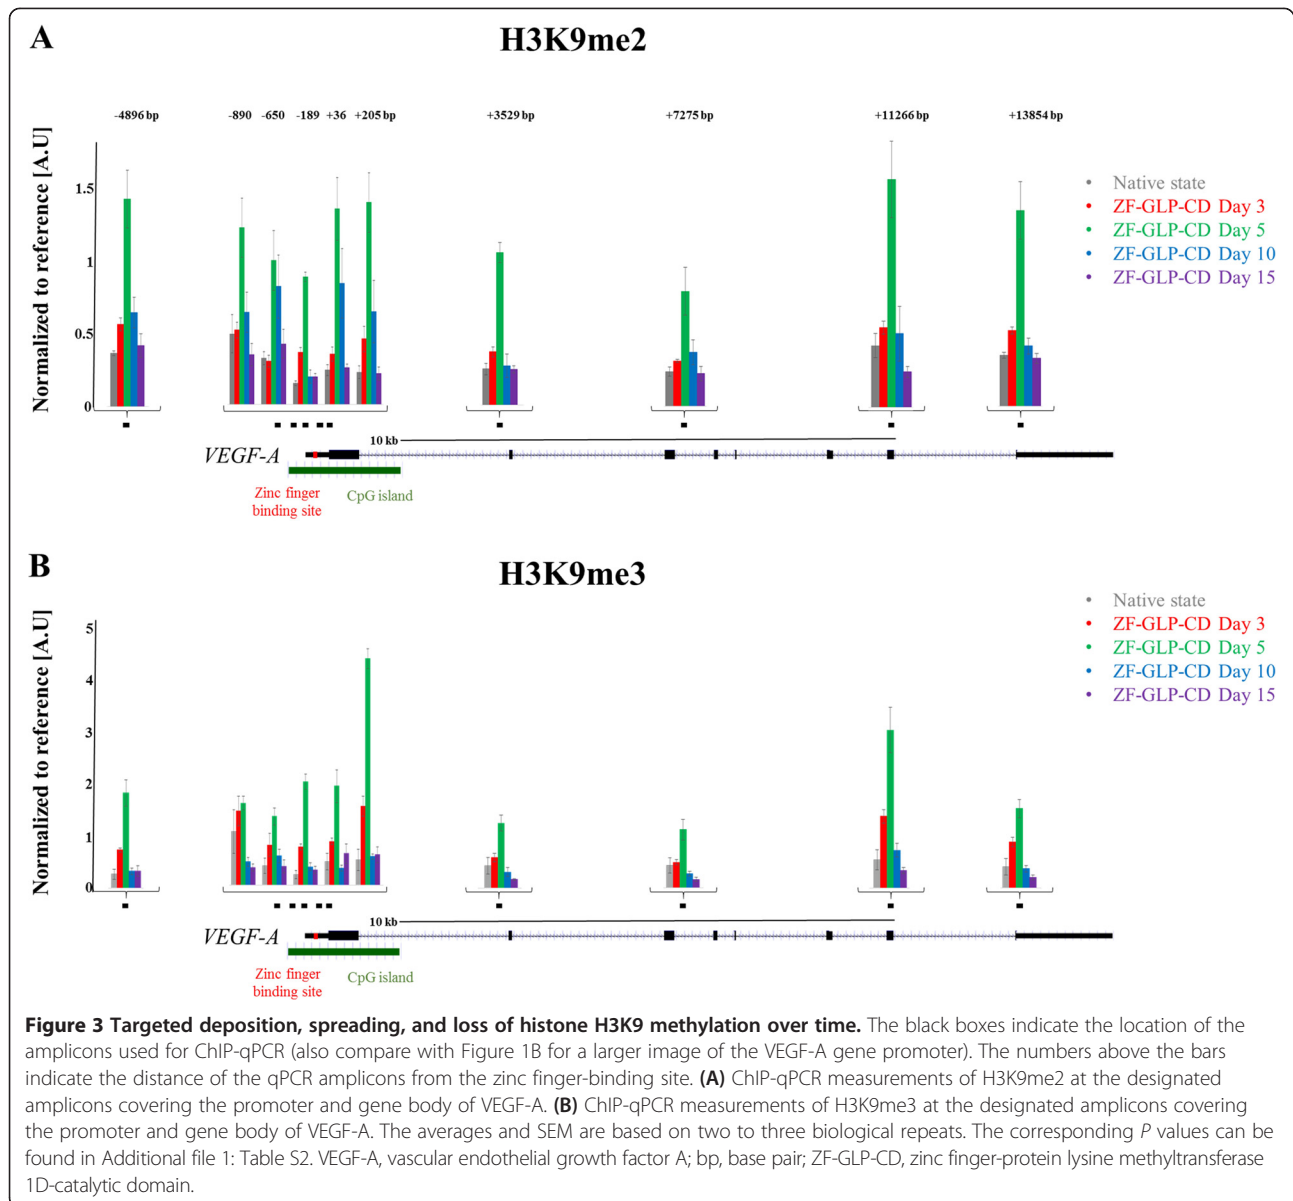 A
H3K9me2
-4896 bp -890 -650 -189 +36 +205 bp +3529 bp +7275 bp +11266 bp +13854 bp
Normalized to reference [A.U]
1.5
1
0.5
0
• Native state
• ZF-GLP-CD Day 3
• ZF-GLP-CD Day 5
• ZF-GLP-CD Day 10
• ZF-GLP-CD Day 15
10 kb
VEGF-A
Zinc finger
binding site
CpG island
B
H3K9me3
Normalized to reference [A.U]
5
4
3
2
1
0
• Native state
• ZF-GLP-CD Day 3
• ZF-GLP-CD Day 5
• ZF-GLP-CD Day 10
• ZF-GLP-CD Day 15
10 kb
VEGF-A
Zinc finger
binding site
CpG island
Figure 3 Targeted deposition, spreading, and loss of histone H3K9 methylation over time. The black boxes indicate the location of the
amplicons used for ChIP-qPCR (also compare with Figure 1B for a larger image of the VEGF-A gene promoter). The numbers above the bars
indicate the distance of the qPCR amplicons from the zinc finger-binding site. (A) ChIP-qPCR measurements of H3K9me2 at the designated
amplicons covering the promoter and gene body of VEGF-A. (B) ChIP-qPCR measurements of H3K9me3 at the designated amplicons covering
the promoter and gene body of VEGF-A. The averages and SEM are based on two to three biological repeats. The corresponding P values can be
found in Additional file 1: Table S2. VEGF-A, vascular endothelial growth factor A; bp, base pair; ZF-GLP-CD, zinc finger-protein lysine methyltransferase
1D-catalytic domain.